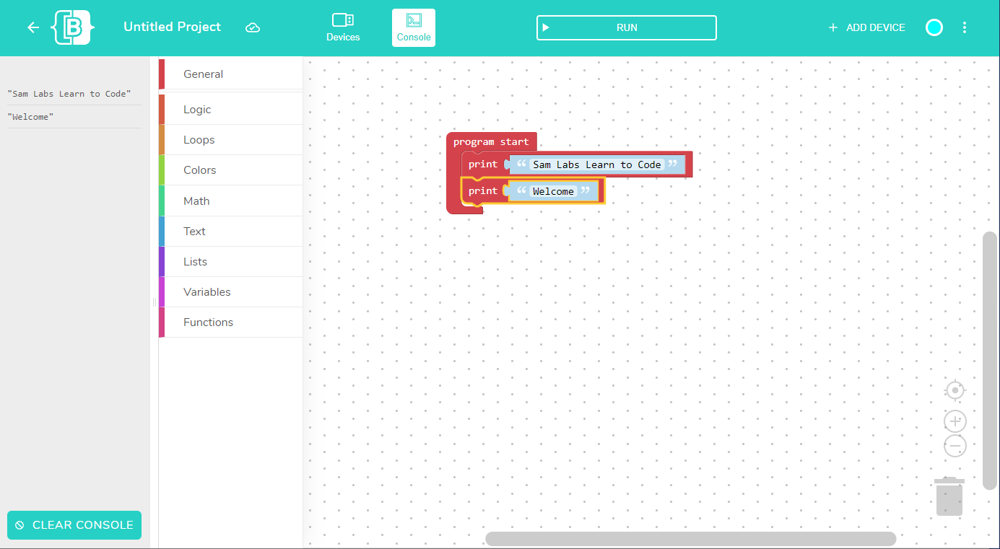 B
Untitled Project
Devices
Console
RUN
+ ADD DEVICE
"Sam Labs Learn to Code"
"Welcome"
CLEAR CONSOLE
General
Logic
Loops
Colors
Math
Text
Lists
Variables
Functions
program start
print “ Sam Labs Learn to Code ”
print “ Welcome ”